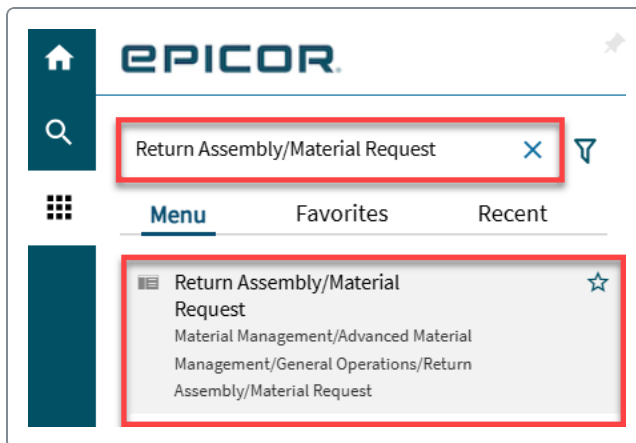 EPICOR
Return Assembly/Material Request
Menu Favorites Recent
Return Assembly/Material
Request
Material Management/Advanced Material
Management/General Operations/Return
Assembly/Material Request